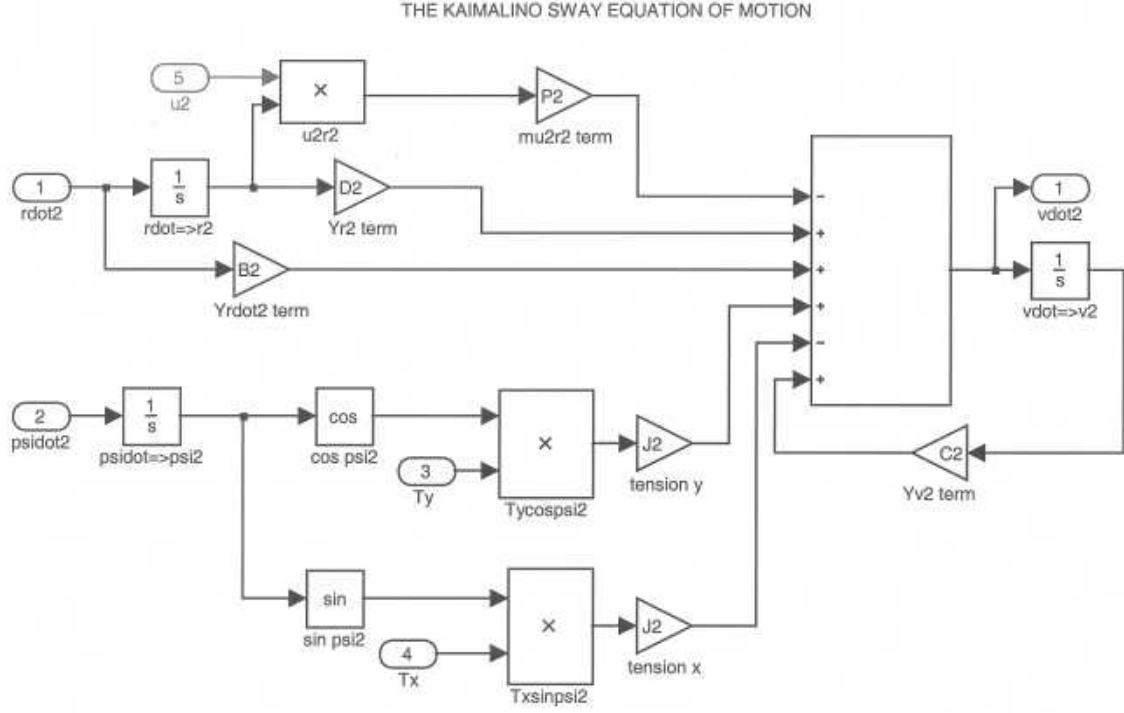 THE KAIMALINO SWAY EQUATION OF MOTION
5
u2
×
u2r2
P2
mu2r2 term
1
rdot2
1
s
rdot=>r2
D2
Yr2 term
B2
Yrdot2 term
−
+
+
+
−
+
1
vdot2
1
s
vdot=>v2
2
psidot2
1
s
psidot=>psi2
cos
cos psi2
3
Ty
×
Tycospsi2
J2
tension y
C2
Yv2 term
sin
sin psi2
4
Tx
×
Txsinpsi2
J2
tension x